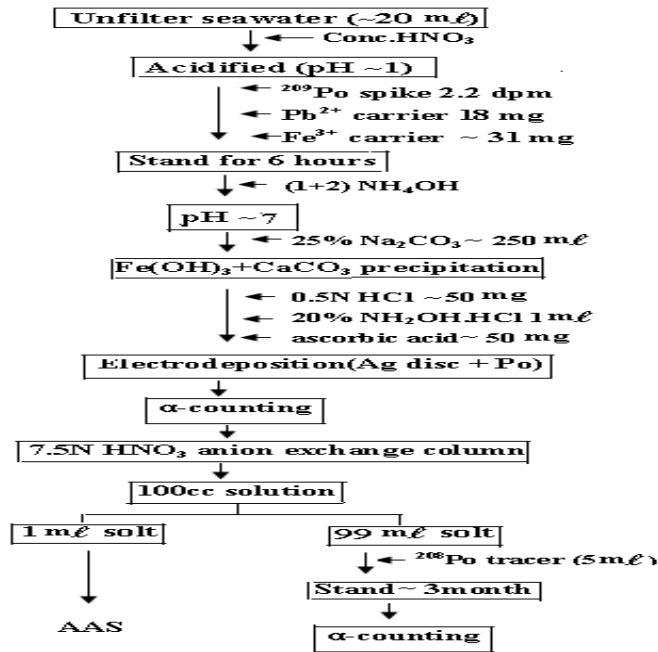 Unfilter seawater (~20 mℓ)
Conc.HNO₃
Acidified (pH ~1)
²⁰⁹Po spike 2.2 dpm
Pb²⁺ carrier 18 mg
Fe³⁺ carrier ~ 31 mg
Stand for 6 hours
(1+2) NH₄OH
pH ~7
25% Na₂CO₃~ 250 mℓ
Fe(OH)₃+CaCO₃ precipitation
0.5N HCl ~50 mg
20% NH₂OH.HCl 1mℓ
ascorbic acid~ 50 mg
Electrodeposition(Ag disc + Po)
α-counting
7.5N HNO₃ anion exchange column
100cc solution
1 mℓ solt
99 mℓ solt
²⁰⁸Po tracer (5mℓ)
Stand~ 3month
AAS
α-counting